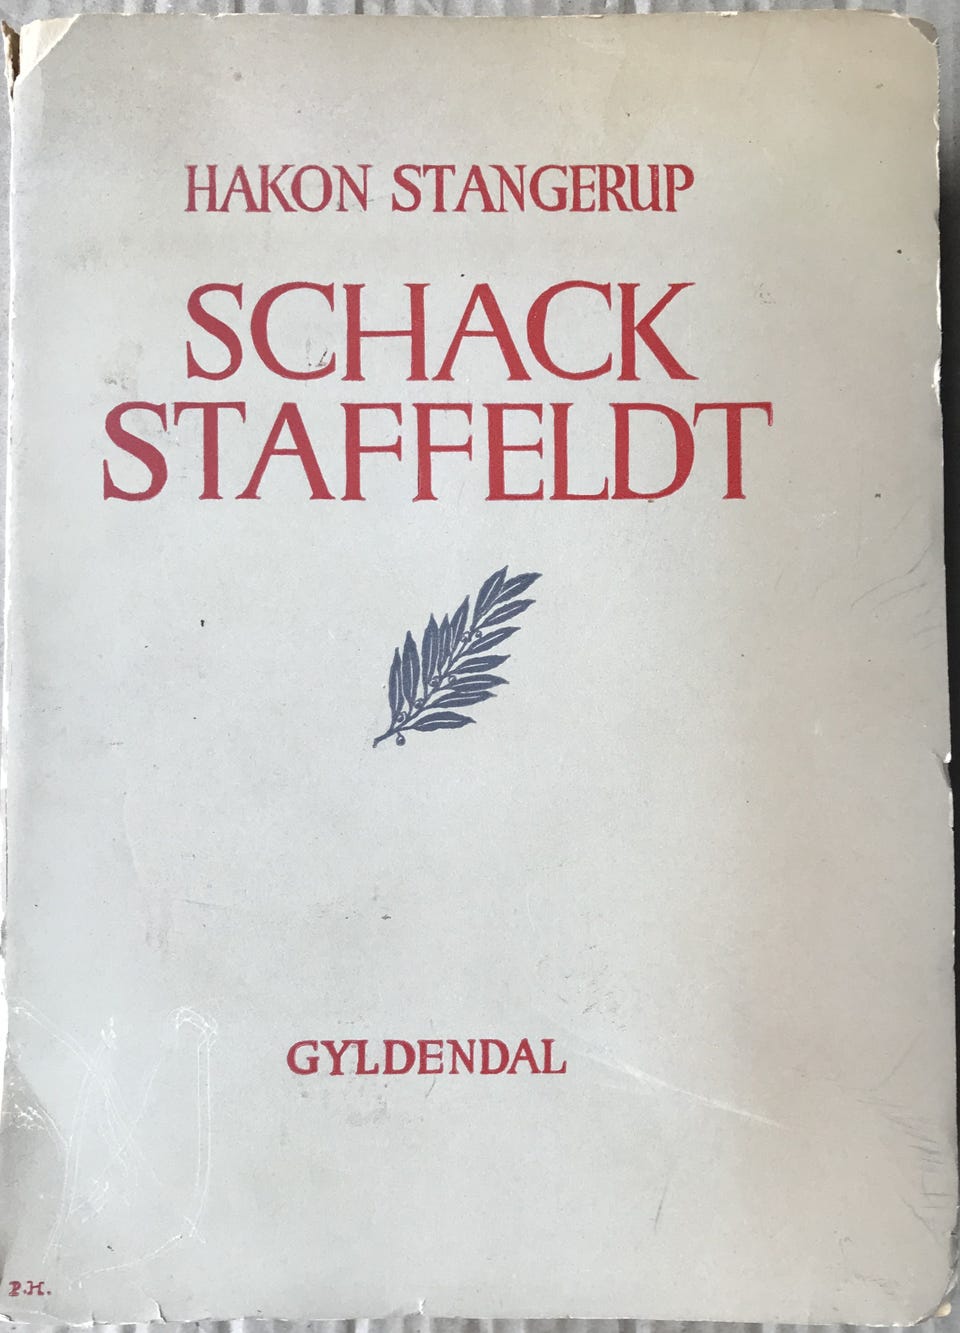 HAKON STANGERUP
SCHACK
STAFFELDT
GYLDENDAL
P.H.